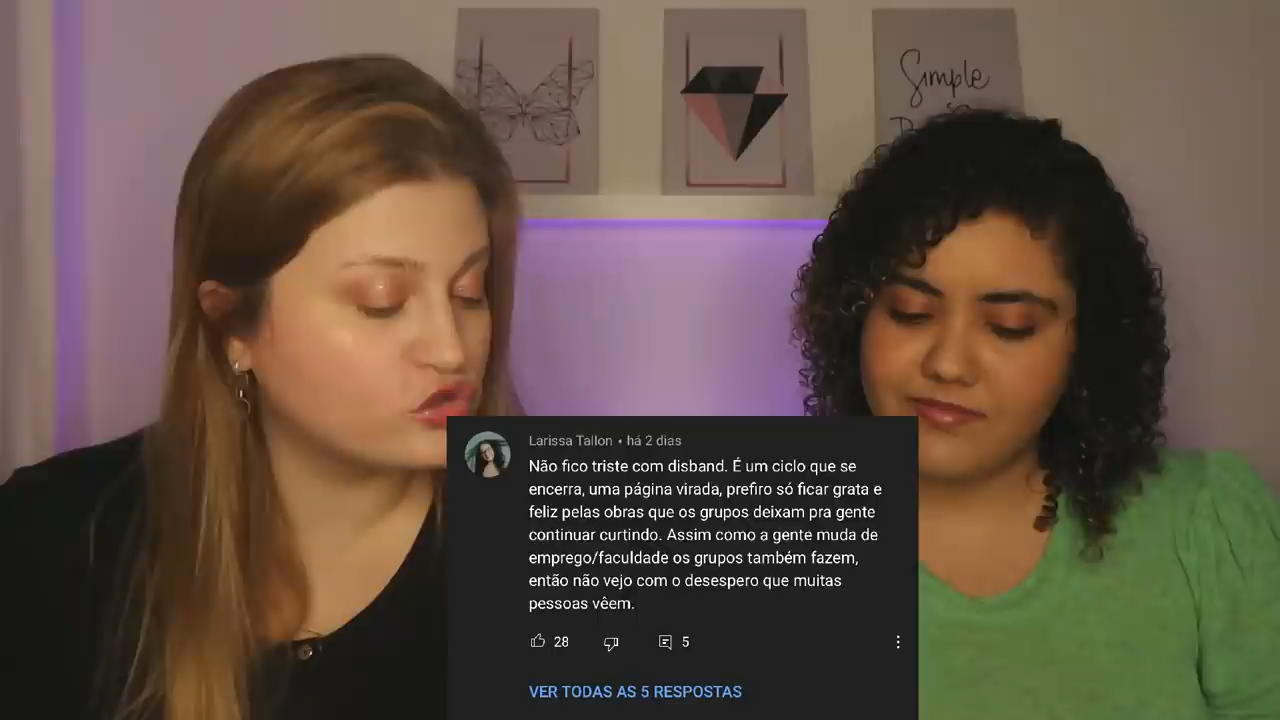 Simple
Larissa Tallon • há 2 dias
Não fico triste com disband. É um ciclo que se
encerra, uma página virada, prefiro só ficar grata e
feliz pelas obras que os grupos deixam pra gente
continuar curtindo. Assim como a gente muda de
emprego/faculdade os grupos também fazem,
então não vejo com o desespero que muitas
pessoas vêem.
28
5
VER TODAS AS 5 RESPOSTAS